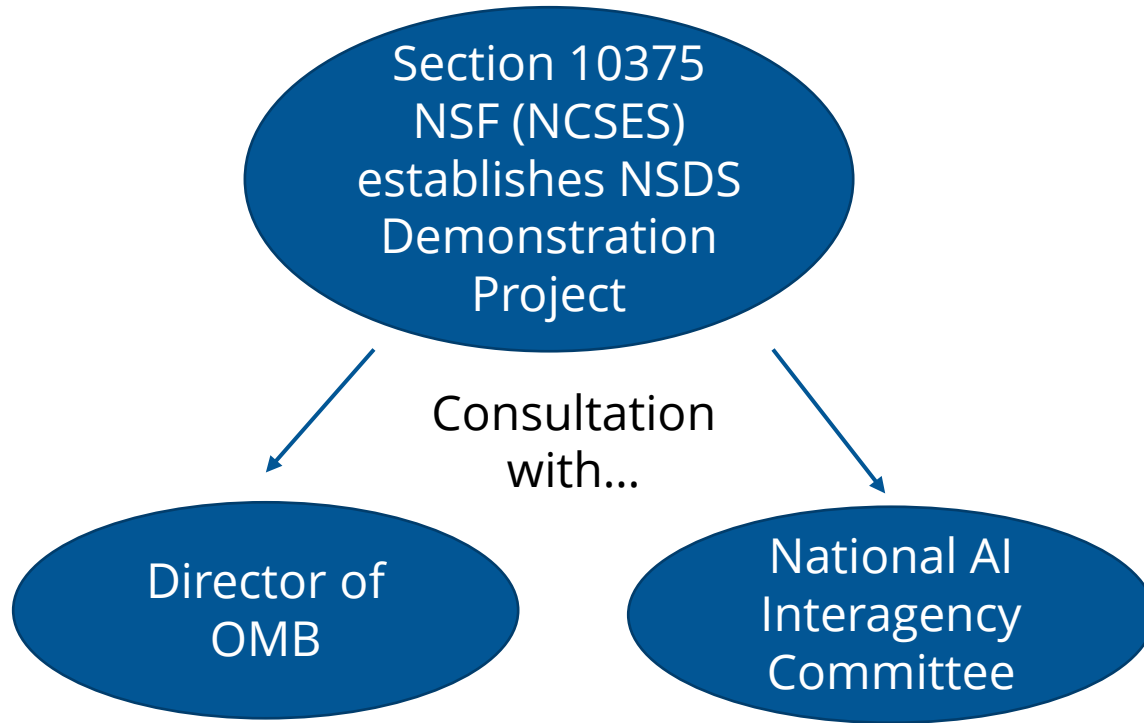 Section 10375
NSF (NCSES)
establishes NSDS
Demonstration
Project
Consultation
with...
Director of
OMB
National AI
Interagency
Committee